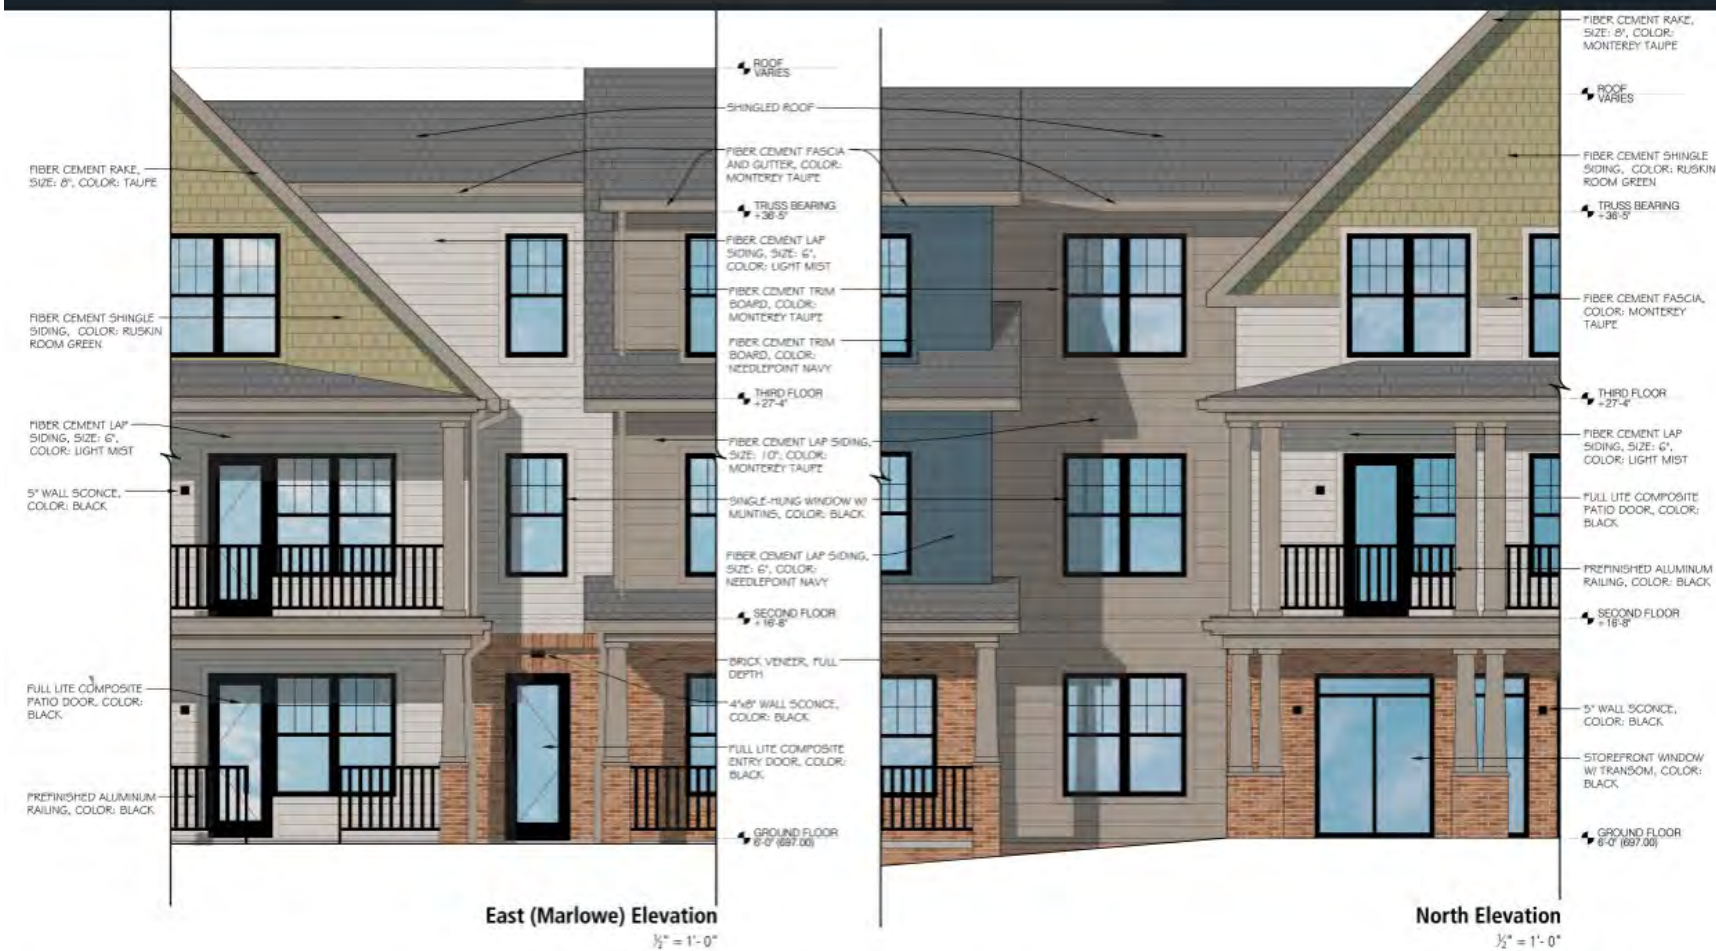 FIBER CEMENT RAKE,
SIZE: 8", COLOR: TAUPE
FIBER CEMENT SHINGLE
SIDING, COLOR: RUSKIN
ROOM GREEN
FIBER CEMENT LAP
SIDING, SIZE: 6",
COLOR: LIGHT MIST
5" WALL SCONCE,
COLOR: BLACK
FULL LITE COMPOSITE
PATIO DOOR, COLOR:
BLACK
PREFINISHED ALUMINUM
RAILING, COLOR: BLACK
ROOF
VARIES
SHINGLED ROOF
FIBER CEMENT FASCIA
AND GUTTER, COLOR:
MONTEREY TAUPE
TRUSS BEARING
+36'-5"
FIBER CEMENT LAP
SIDING, SIZE: 6",
COLOR: LIGHT MIST
FIBER CEMENT TRIM
BOARD, COLOR:
MONTEREY TAUPE
FIBER CEMENT TRIM
BOARD, COLOR:
NEEDLEPOINT NAVY
THIRD FLOOR
+27'-4"
FIBER CEMENT LAP SIDING,
SIZE: 10", COLOR:
MONTEREY TAUPE
SINGLE-HUNG WINDOW W/
MUNTINS, COLOR: BLACK
FIBER CEMENT LAP SIDING,
SIZE: 6", COLOR:
NEEDLEPOINT NAVY
SECOND FLOOR
+16'-8"
BRICK VENEER, FULL
DEPTH
4"x8" WALL SCONCE,
COLOR: BLACK
FULL LITE COMPOSITE
ENTRY DOOR, COLOR:
BLACK
GROUND FLOOR
6'-0" (697.00)
FIBER CEMENT RAKE,
SIZE: 8", COLOR:
MONTEREY TAUPE
ROOF
VARIES
FIBER CEMENT SHINGLE
SIDING, COLOR: RUSKIN
ROOM GREEN
TRUSS BEARING
+36'-5"
FIBER CEMENT FASCIA,
COLOR: MONTEREY
TAUPE
THIRD FLOOR
+27'-4"
FIBER CEMENT LAP
SIDING, SIZE: 6",
COLOR: LIGHT MIST
FULL LITE COMPOSITE
PATIO DOOR, COLOR:
BLACK
PREFINISHED ALUMINUM
RAILING, COLOR: BLACK
SECOND FLOOR
+16'-8"
5" WALL SCONCE,
COLOR: BLACK
STOREFRONT WINDOW
W/ TRANSOM, COLOR:
BLACK
GROUND FLOOR
6'-0" (697.00)
East (Marlowe) Elevation
½" = 1'- 0"
North Elevation
½" = 1'- 0"